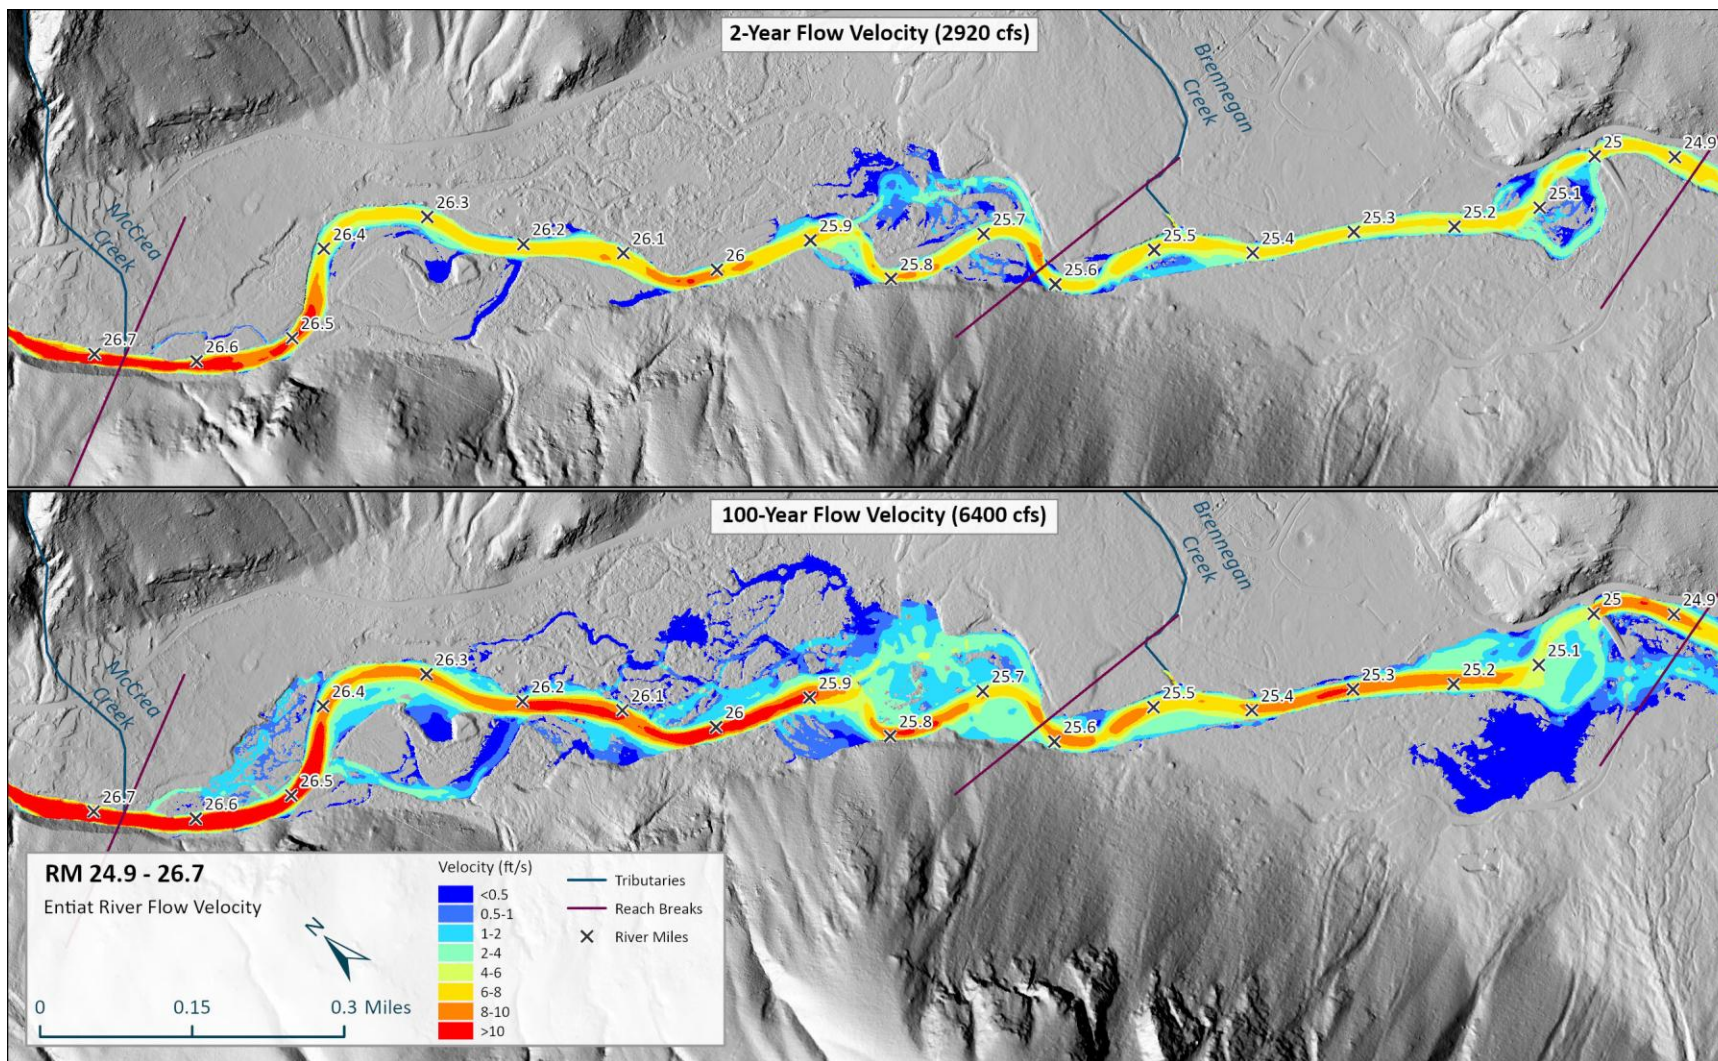 2-Year Flow Velocity (2920 cfs)
Brennegan
Creek
McCrea
Creek
26.7
26.6
26.5
26.4
26.3
26.2
26.1
26
25.9
25.8
25.7
25.6
25.5
25.4
25.3
25.2
25.1
25
24.9
100-Year Flow Velocity (6400 cfs)
Brennegan
Creek
McCrea
Creek
26.7
26.6
26.5
26.4
26.3
26.2
26.1
26
25.9
25.8
25.7
25.6
25.5
25.4
25.3
25.2
25.1
25
24.9
RM 24.9 - 26.7
Entiat River Flow Velocity
N
0 0.15 0.3 Miles
Velocity (ft/s)
<0.5
0.5-1
1-2
2-4
4-6
6-8
8-10
>10
Tributaries
Reach Breaks
River Miles